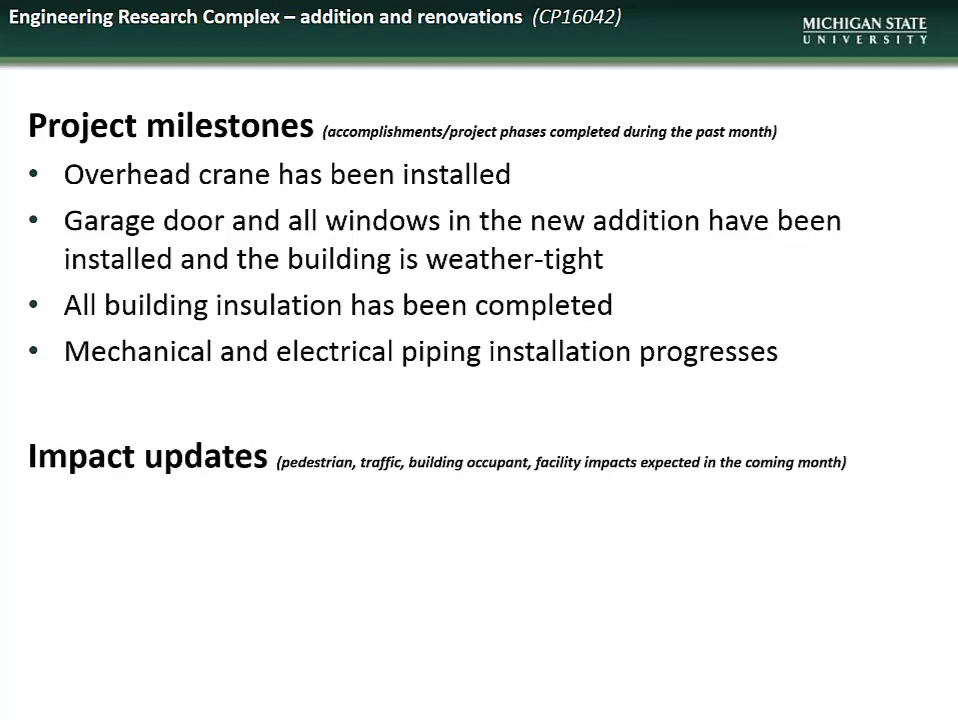 Engineering Research Complex – addition and renovations (CP16042)
MICHIGAN STATE
UNIVERSITY
Project milestones (accomplishments/project phases completed during the past month)
• Overhead crane has been installed
• Garage door and all windows in the new addition have been
installed and the building is weather-tight
• All building insulation has been completed
• Mechanical and electrical piping installation progresses
Impact updates (pedestrian, traffic, building occupant, facility impacts expected in the coming month)